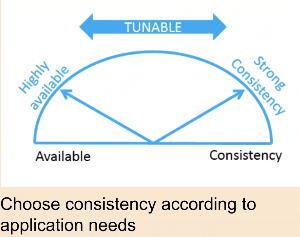 TUNABLE
Highly
available
Strong
Consistency
Available
Consistency
Choose consistency according to
application needs